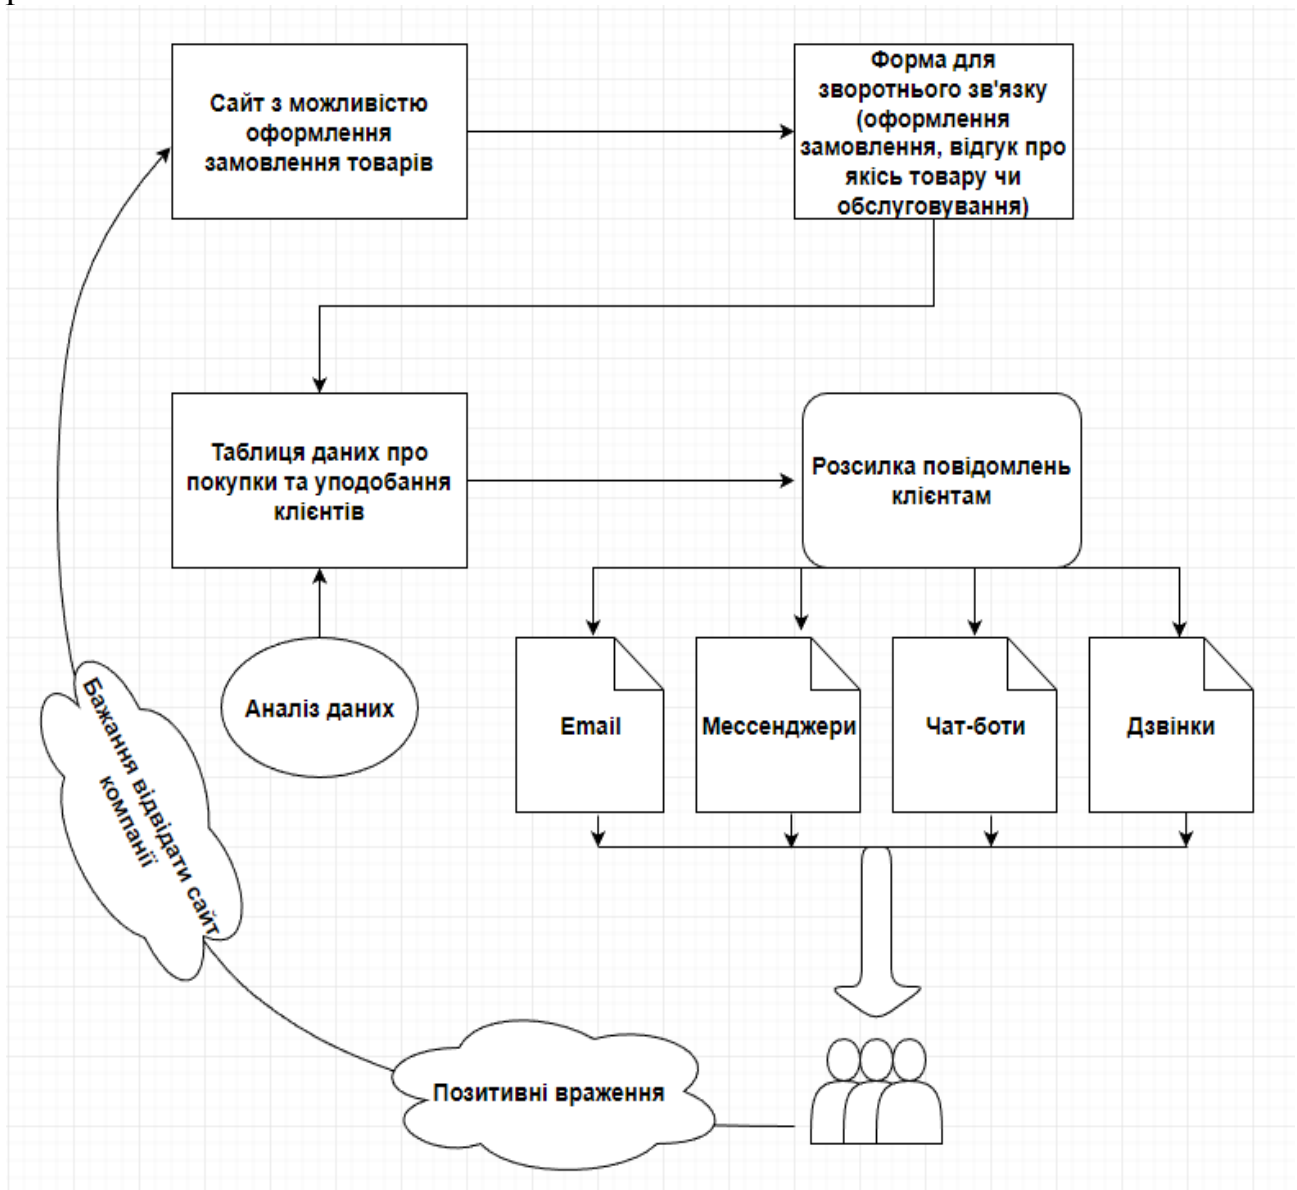 Сайт з можливістю
оформлення
замовлення товарів
Форма для
зворотнього зв'язку
(оформлення
замовлення, відгук про
якісь товару чи
обслуговування)
Таблиця даних про
покупки та уподобання
клієнтів
Розсилка повідомлень
клієнтам
Аналіз даних
Email
Мессенджери
Чат-боти
Дзвінки
Бажання відвідати сайт
компанії
Позитивні враження